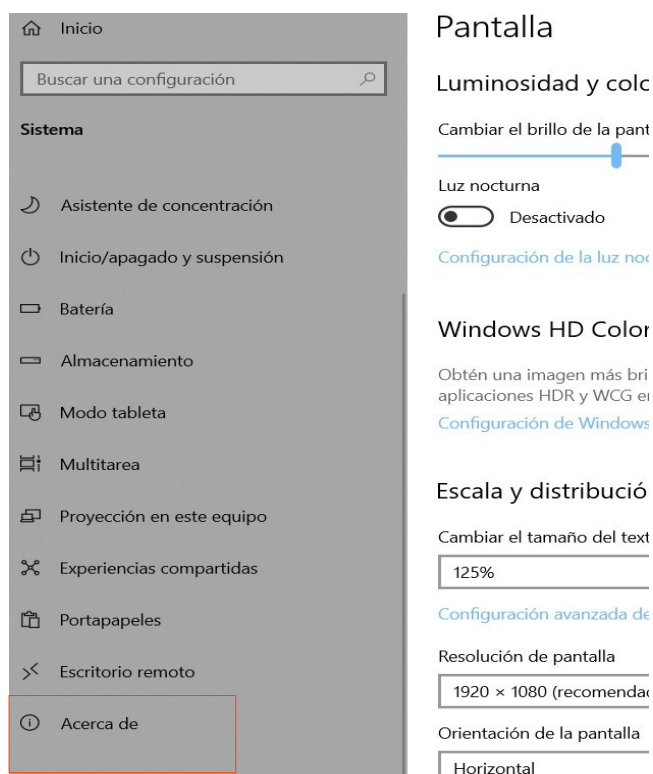 Inicio
Buscar una configuración
Sistema
Asistente de concentración
Inicio/apagado y suspensión
Batería
Almacenamiento
Modo tableta
Multitarea
Proyección en este equipo
Experiencias compartidas
Portapapeles
Escritorio remoto
Acerca de
Pantalla
Luminosidad y colo
Cambiar el brillo de la pant
Luz nocturna
Desactivado
Configuración de la luz noc
Windows HD Color
Obtén una imagen más bri
aplicaciones HDR y WCG en
Configuración de Windows
Escala y distribució
Cambiar el tamaño del text
125%
Configuración avanzada de
Resolución de pantalla
1920 × 1080 (recomendad
Orientación de la pantalla
Horizontal